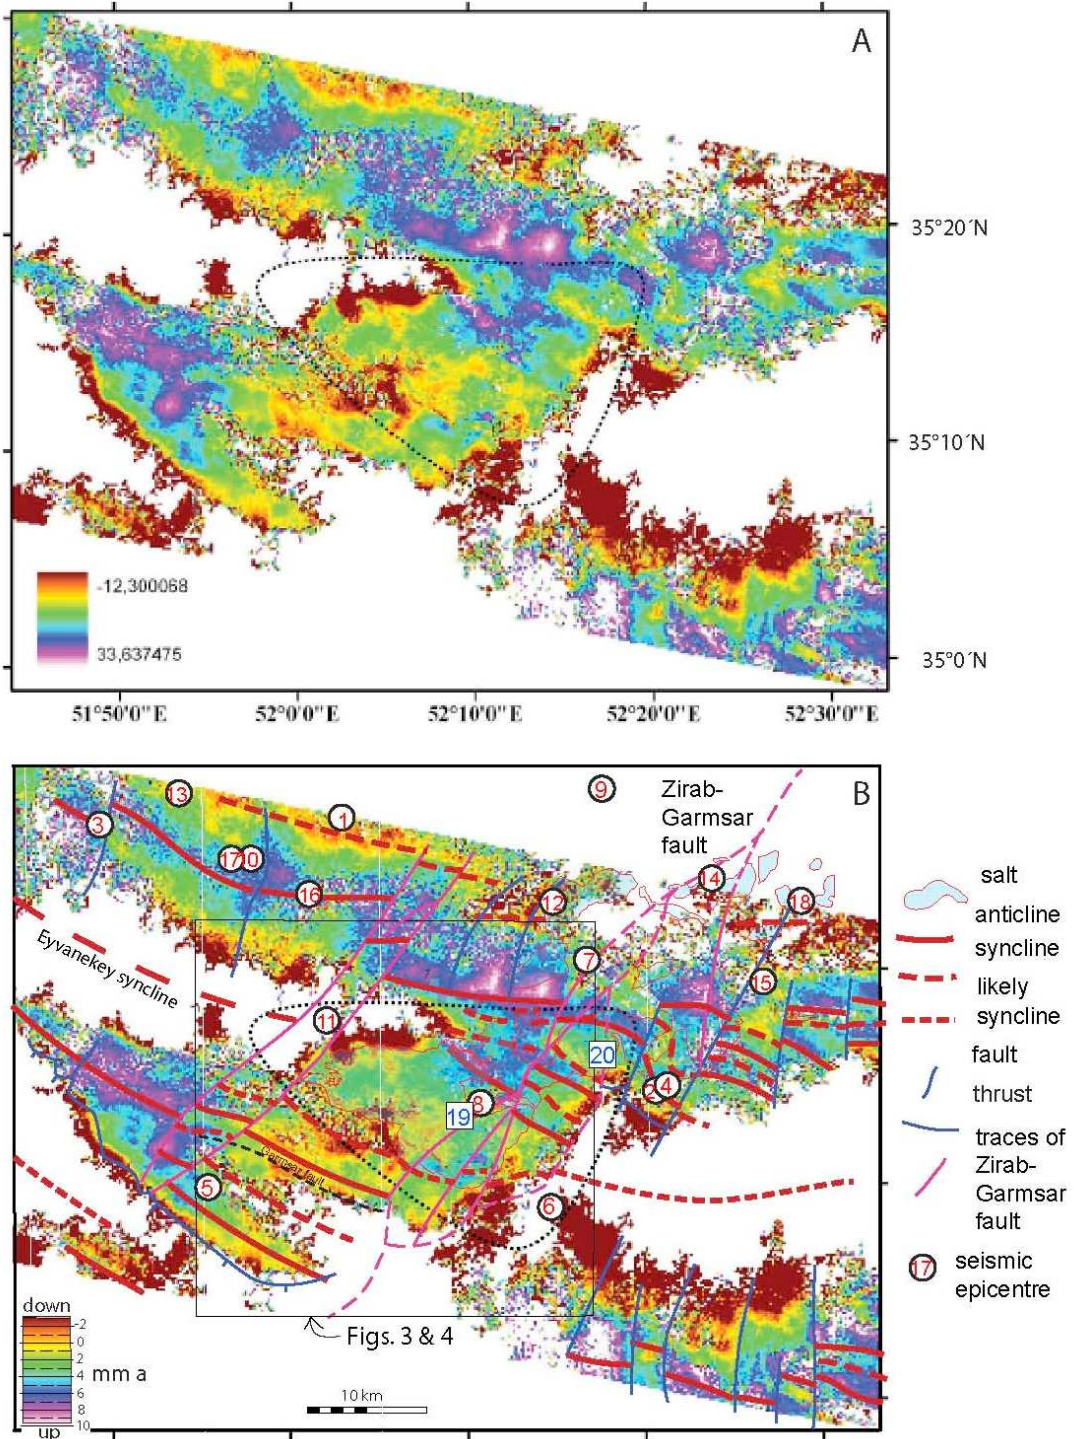 A
35°20´N
35°10´N
35°0´N
-12,300068
33,637475
51°50'0"E
52°0'0"E
52°10'0"E
52°20'0"E
52°30'0"E
B
Zirab-
Garmsar
fault
9
13
1
3
17
10
16
12
14
18
7
15
Eyvanekey syncline
11
20
2
4
8
19
Garmsar fault
5
6
Figs. 3 & 4
down
-2
0
2
4
6
8
10
up
mm a
10 km
salt
anticline
syncline
likely
syncline
fault
thrust
traces of
Zirab-
Garmsar
fault
17
seismic
epicentre